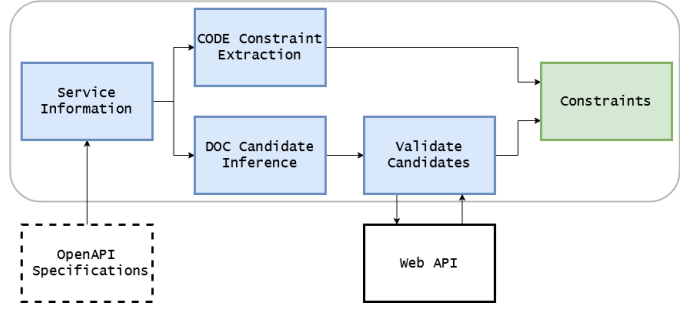 CODE Constraint
Extraction
Service
Information
Constraints
DOC Candidate
Inference
Validate
Candidates
OpenAPI
Specifications
Web API